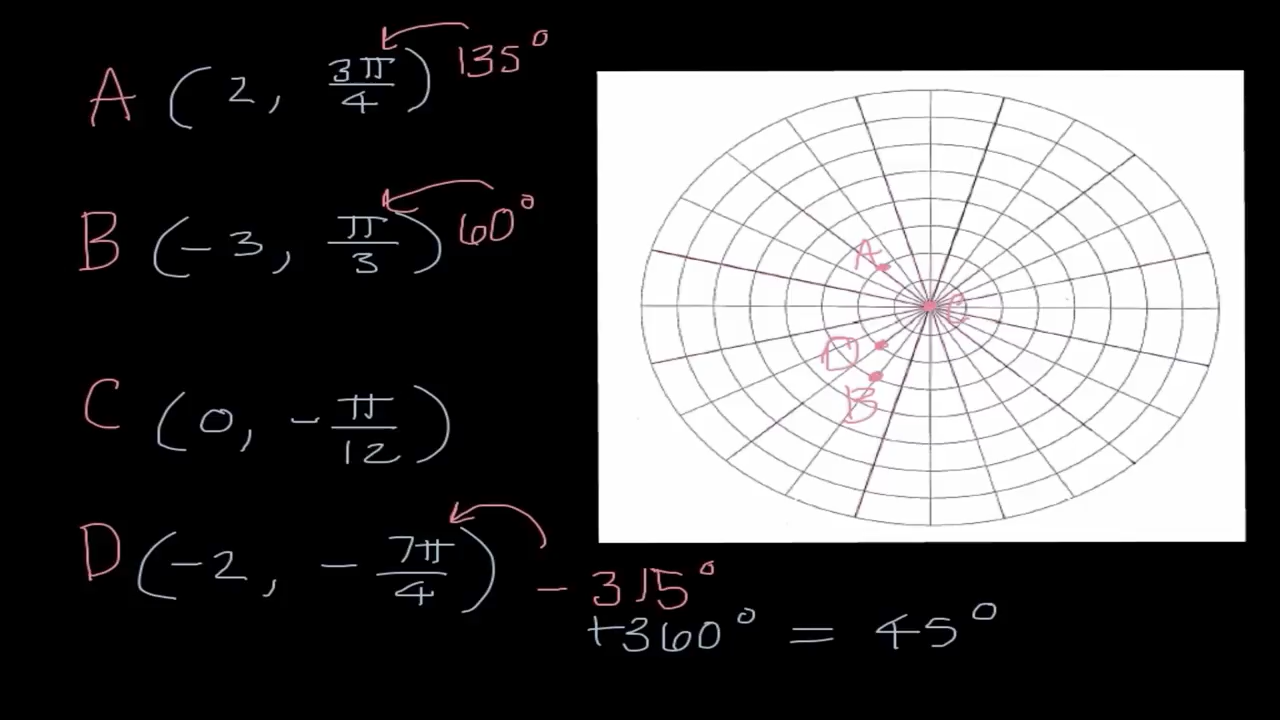 A (2, 3π/4) 135°
B (-3, π/3) 60°
C (0, -π/12)
D (-2, -7π/4) -315°
+360° = 45°
A
C
D
B